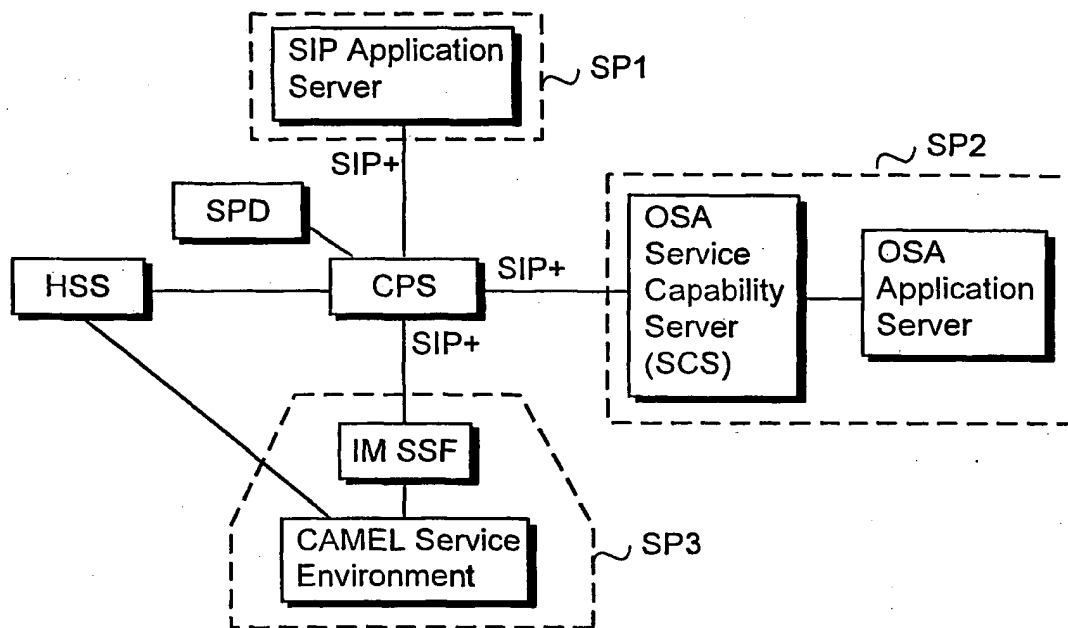 SIP Application
Server
SP1
SIP+
SP2
SPD
OSA
Service
Capability
Server
(SCS)
OSA
Application
Server
HSS
CPS
SIP+
SIP+
IM SSF
CAMEL Service
Environment
SP3